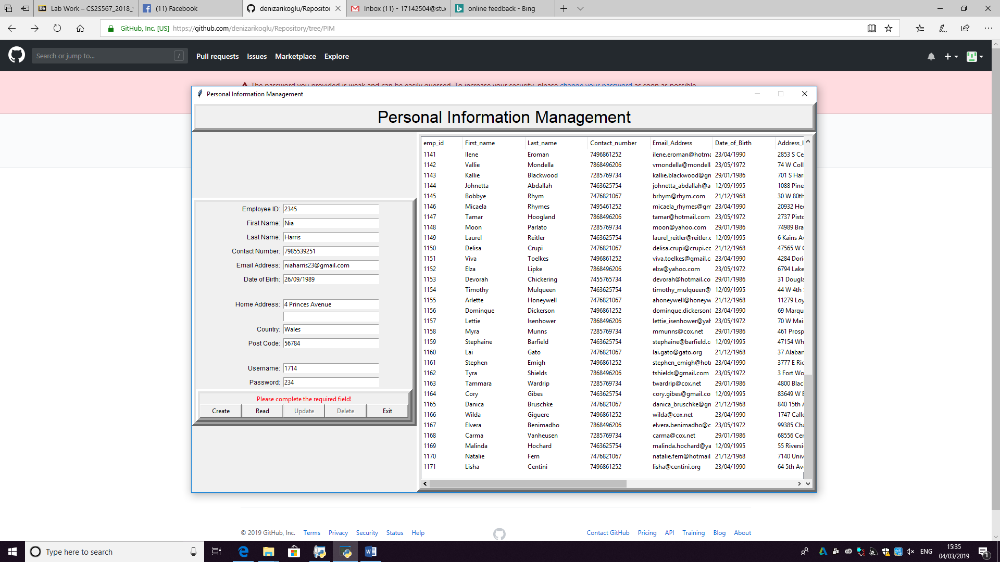 Lab Work – CS2S567_2018_
(11) Facebook
denizarikoglu/Repositor
Inbox (11) - 17142504@stu
online feedback - Bing
GitHub, Inc. [US] https://github.com/denizarikoglu/Repository/tree/PIM
Search or jump to... /
Pull requests Issues Marketplace Explore
The password you provided is weak and can be easily guessed. To increase your security, please change your password as soon as possible.
Personal Information Management
Personal Information Management
Employee ID: 2345
First Name: Nia
Last Name: Harris
Contact Number: 7985539251
Email Address: niaharris23@gmail.com
Date of Birth: 26/09/1989
Home Address: 4 Princes Avenue
Country: Wales
Post Code: 56784
Username: 1714
Password: 234
Please complete the required field!
Create Read Update Delete Exit
emp_id First_name Last_name Contact_number Email_Address Date_of_Birth Address_
1141 Ilene Eroman 7496861252 ilene.eroman@hotma 23/04/1990 2853 S Ce
1142 Vallie Mondella 7868496206 vmondella@mondell 23/05/1972 74 W Coll
1143 Kallie Blackwood 7285769734 kallie.blackwood@gn 29/01/1986 701 S Har
1144 Johnetta Abdallah 7463625754 johnetta_abdallah@a 12/09/1995 1088 Pine
1145 Bobbye Rhym 7476821067 brhym@rhym.com 21/12/1968 30 W 80th
1146 Micaela Rhymes 7495461252 micaela_rhymes@gm 23/04/1990 20932 He
1147 Tamar Hoogland 7868496206 tamar@hotmail.com 23/05/1972 2737 Pisto
1148 Moon Parlato 7285769734 moon@yahoo.com 29/01/1986 74989 Bra
1149 Laurel Reitler 7463625754 laurel_reitler@reitler.c 12/09/1995 6 Kains A
1150 Delisa Crupi 7476821067 delisa.crupi@crupi.cc 21/12/1968 47565 W
1151 Viva Toelkes 7496861252 viva.toelkes@gmail.c 23/04/1990 4284 Dori
1152 Elza Lipke 7868496206 elza@yahoo.com 23/05/1972 6794 Lake
1153 Devorah Chickering 7455765734 devorah@hotmail.co 29/01/1986 31 Dougla
1154 Timothy Mulqueen 7463625754 timothy_mulqueen@ 12/09/1995 44 W 4th
1155 Arlette Honeywell 7476821067 ahoneywell@honeyw 21/12/1968 11279 Loy
1156 Dominque Dickerson 7496861252 dominque.dickerson 23/04/1990 69 Marqu
1157 Lettie Isenhower 7868496206 lettie_isenhower@yah 23/05/1972 70 W Mai
1158 Myra Munns 7285769734 mmunns@cox.net 29/01/1986 461 Prosp
1159 Stephaine Barfield 7463625754 stephaine@barfield.c 12/09/1995 47154 Wh
1160 Lai Gato 7476821067 lai.gato@gato.org 21/12/1968 37 Alaban
1161 Stephen Emigh 7496861252 stephen_emigh@hot 23/04/1990 3777 E Ric
1162 Tyra Shields 7868496206 tshields@gmail.com 23/05/1972 3 Fort Wo
1163 Tammara Wardrip 7285769734 twardrip@cox.net 29/01/1986 4800 Blac
1164 Cory Gibes 7463625754 cory.gibes@gmail.co 12/09/1995 83649 W E
1165 Danica Bruschke 7476821067 danica_bruschke@gn 21/12/1968 840 15th
1166 Wilda Giguere 7496861252 wilda@cox.net 23/04/1990 1747 Calle
1167 Elvera Benimadho 7868496206 elvera.benimadho@c 23/05/1972 99385 Cha
1168 Carma Vanheusen 7285769734 carma@cox.net 29/01/1986 68556 Cer
1169 Malinda Hochard 7463625754 malinda.hochard@ya 12/09/1995 55 Riversi
1170 Natalie Fern 7476821067 natalie.fern@hotmail 21/12/1968 7140 Univ
1171 Lisha Centini 7496861252 lisha@centini.org 23/04/1990 64 5th Av
© 2019 GitHub, Inc. Terms Privacy Security Status Help Contact GitHub Pricing API Training Blog About
Type here to search
ENG
15:35
04/03/2019
1